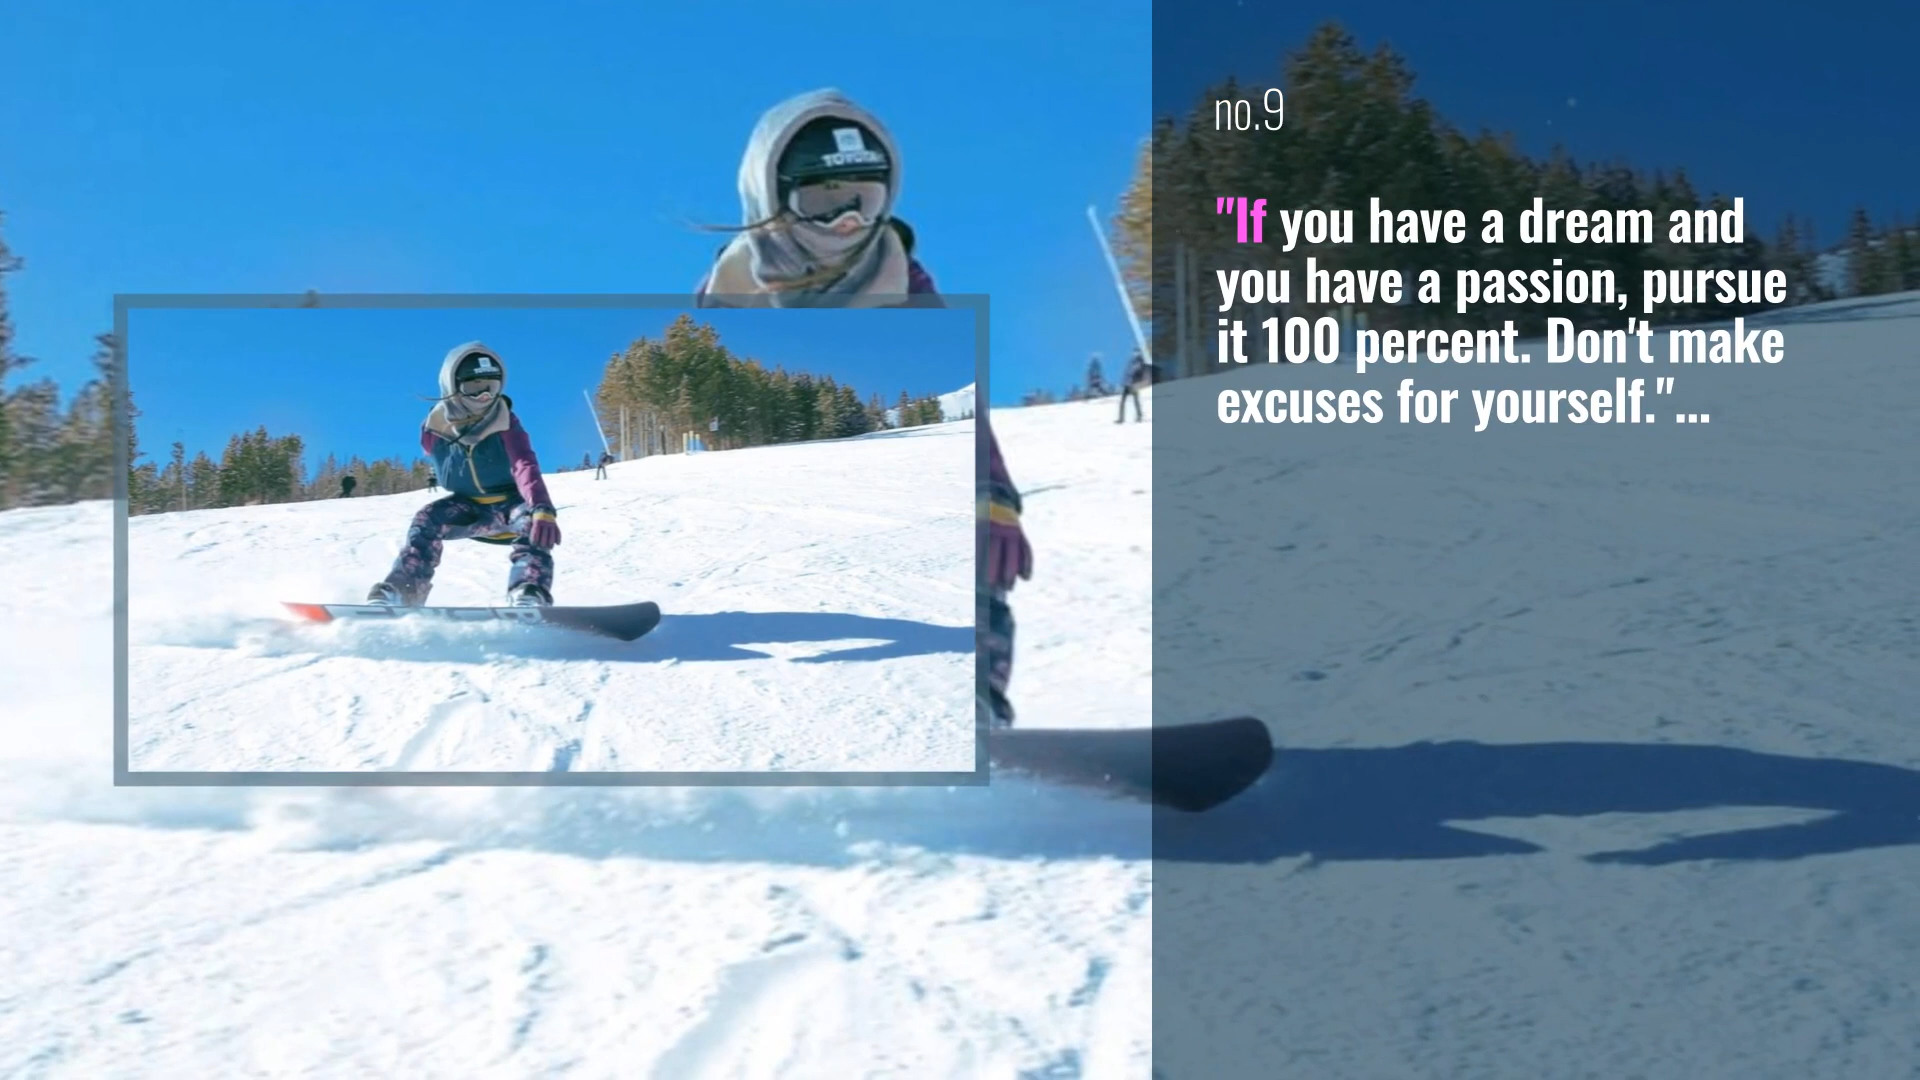 TOYOTA
no.9
"If you have a dream and
you have a passion, pursue
it 100 percent. Don't make
excuses for yourself."...